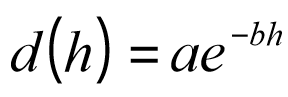 d(h) = ae^{-bh}